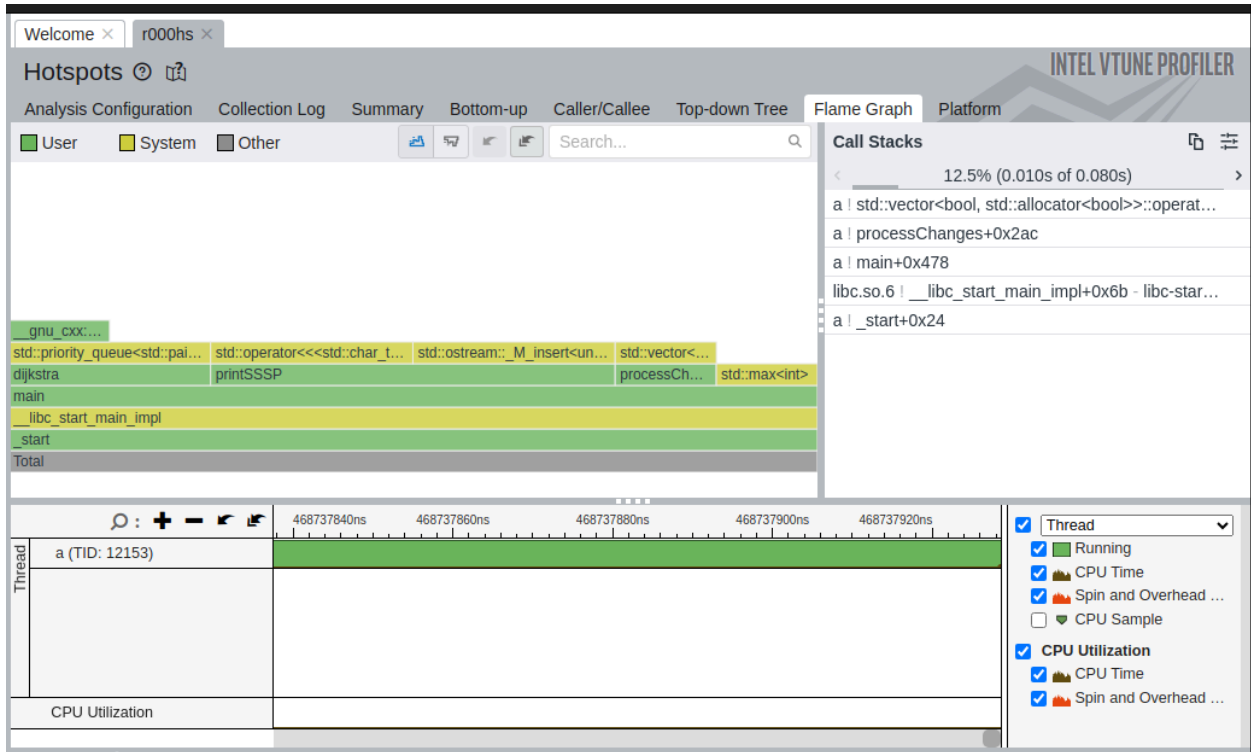 Welcome × r000hs ×
Hotspots
INTEL VTUNE PROFILER
Analysis Configuration Collection Log Summary Bottom-up Caller/Callee Top-down Tree Flame Graph Platform
User System Other Search...
Call Stacks
12.5% (0.010s of 0.080s)
a ! std::vector<bool, std::allocator<bool>>::operat...
a ! processChanges+0x2ac
a ! main+0x478
libc.so.6 ! __libc_start_main_impl+0x6b - libc-star...
a ! _start+0x24
__gnu_cxx:...
std::priority_queue<std::pai... std::operator<<<std::char_t... std::ostream::_M_insert<un... std::vector<...
dijkstra printSSSP processCh... std::max<int>
main
__libc_start_main_impl
_start
Total
468737840ns 468737860ns 468737880ns 468737900ns 468737920ns
Thread
a (TID: 12153)
CPU Utilization
Thread
Running
CPU Time
Spin and Overhead ...
CPU Sample
CPU Utilization
CPU Time
Spin and Overhead ...